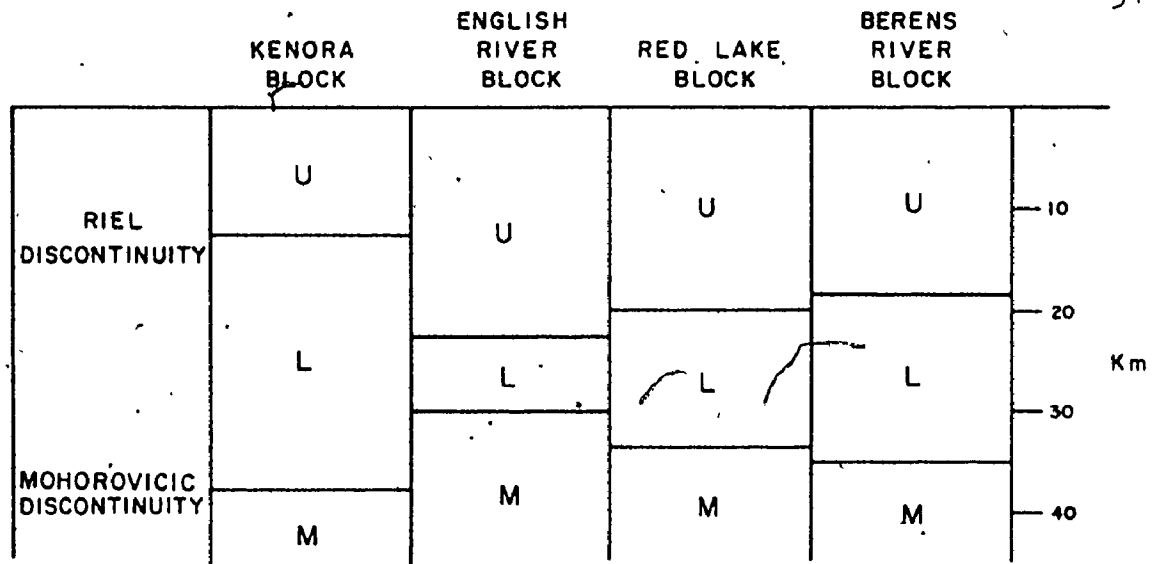 KENORA
BLOCK
ENGLISH
RIVER
BLOCK
RED LAKE
BLOCK
BERENS
RIVER
BLOCK
RIEL
DISCONTINUITY
MOHOROVICIC
DISCONTINUITY
U
L
M
U
L
M
U
L
M
U
L
M
10
20
30
40
Km